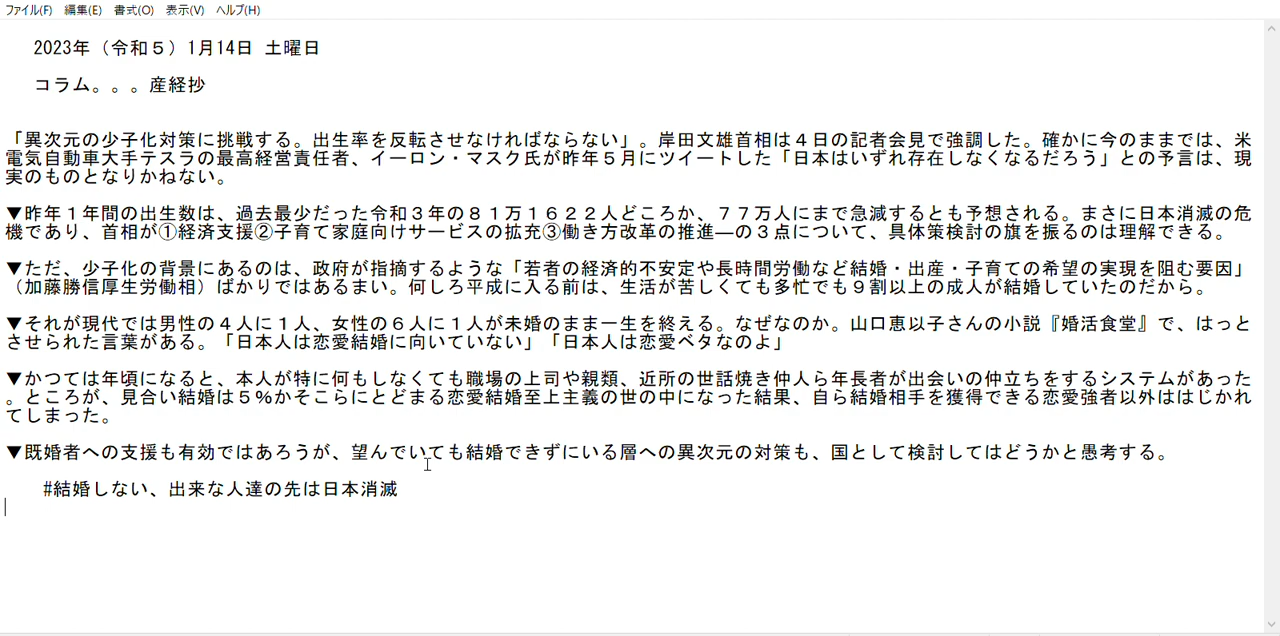 ファイル(F) 編集(E) 書式(O) 表示(V) ヘルプ(H)
2023年（令和５）1月14日 土曜日
コラム。。。産経抄
「異次元の少子化対策に挑戦する。出生率を反転させなければならない」。岸田文雄首相は４日の記者会見で強調した。確かに今のままでは、米
電気自動車大手テスラの最高経営責任者、イーロン・マスク氏が昨年５月にツイートした「日本はいずれ存在しなくなるだろう」との予言は、現
実のものとなりかねない。
▼昨年１年間の出生数は、過去最少だった令和３年の８１万１６２２人どころか、７７万人にまで急減するとも予想される。まさに日本消滅の危
機であり、首相が①経済支援②子育て家庭向けサービスの拡充③働き方改革の推進―の３点について、具体策検討の旗を振るのは理解できる。
▼ただ、少子化の背景にあるのは、政府が指摘するような「若者の経済的不安定や長時間労働など結婚・出産・子育ての希望の実現を阻む要因」
（加藤勝信厚生労働相）ばかりではあるまい。何しろ平成に入る前は、生活が苦しくても多忙でも９割以上の成人が結婚していたのだから。
▼それが現代では男性の４人に１人、女性の６人に１人が未婚のまま一生を終える。なぜなのか。山口恵以子さんの小説『婚活食堂』で、はっと
させられた言葉がある。「日本人は恋愛結婚に向いていない」「日本人は恋愛ベタなのよ」
▼かつては年頃になると、本人が特に何もしなくても職場の上司や親類、近所の世話焼き仲人ら年長者が出会いの仲立ちをするシステムがあった
。ところが、見合い結婚は５％かそこらにとどまる恋愛結婚至上主義の世の中になった結果、自ら結婚相手を獲得できる恋愛強者以外ははじかれ
てしまった。
▼既婚者への支援も有効ではあろうが、望んでいても結婚できずにいる層への異次元の対策も、国として検討してはどうかと愚考する。
#結婚しない、出来な人達の先は日本消滅